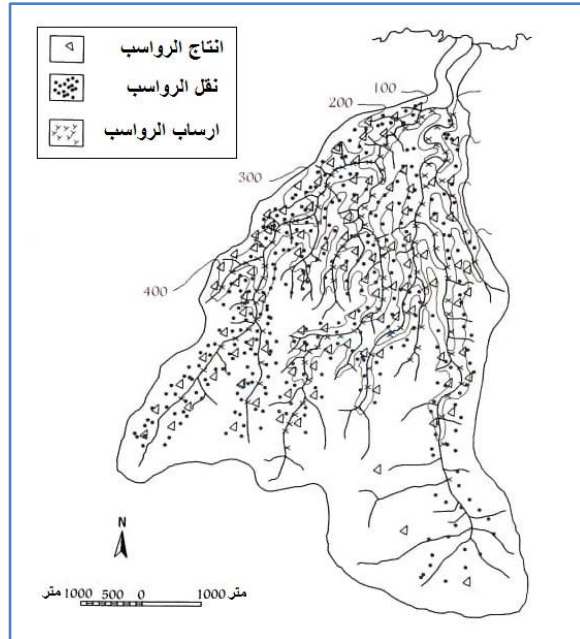 انتاج الرواسب
نقل الرواسب
ارساب الرواسب
100
200
300
400
N
متر 1000 0 500 1000 متر